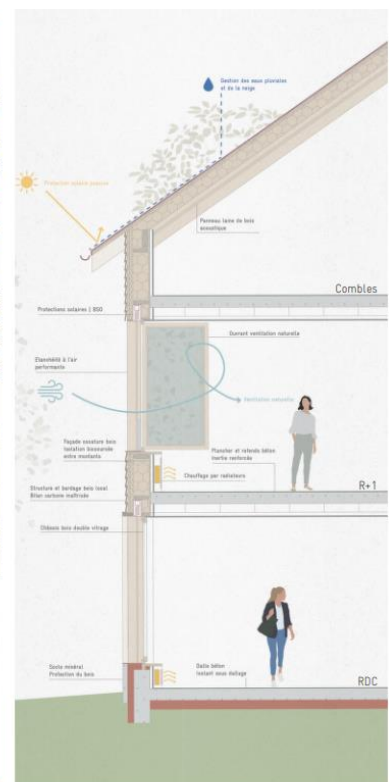 Gestion des eaux pluviales
et de la neige
Protection solaire passive
Panneau laine de bois
acoustique
Combles
Protections solaires | BSO
Ouvrant ventilation naturelle
Etanchéité à l'air
performante
Ventilation naturelle
Façade ossature bois
Isolation biosourcée
entre montants
Plancher et refends béton
Inertie renforcée
Chauffage par radiateurs
Structure et bardage bois local
Bilan carbone maîtrisé
R+1
Châssis bois double vitrage
Socle minéral
Protection du bois
Dalle béton
Isolant sous dallage
RDC